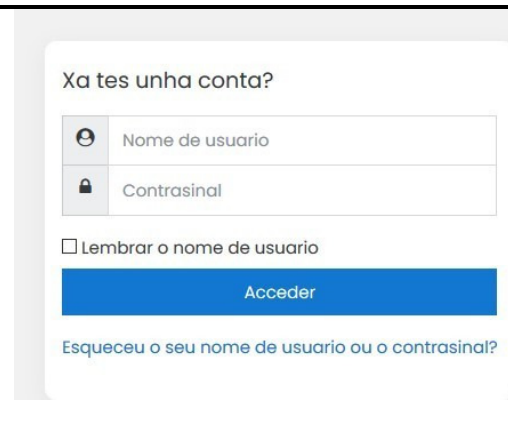 Xa tes unha conta?
Nome de usuario
Contrasinal
Lembrar o nome de usuario
Acceder
Esqueceu o seu nome de usuario ou o contrasinal?